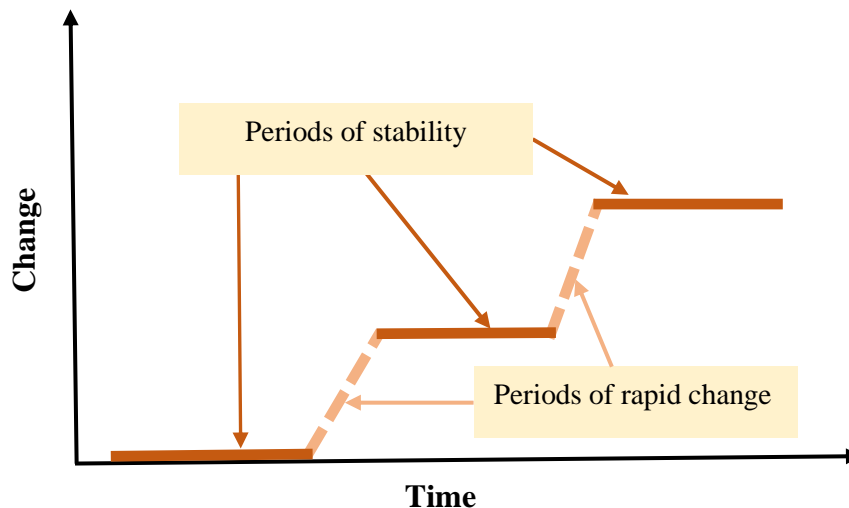 Periods of stability
Change
Periods of rapid change
Time